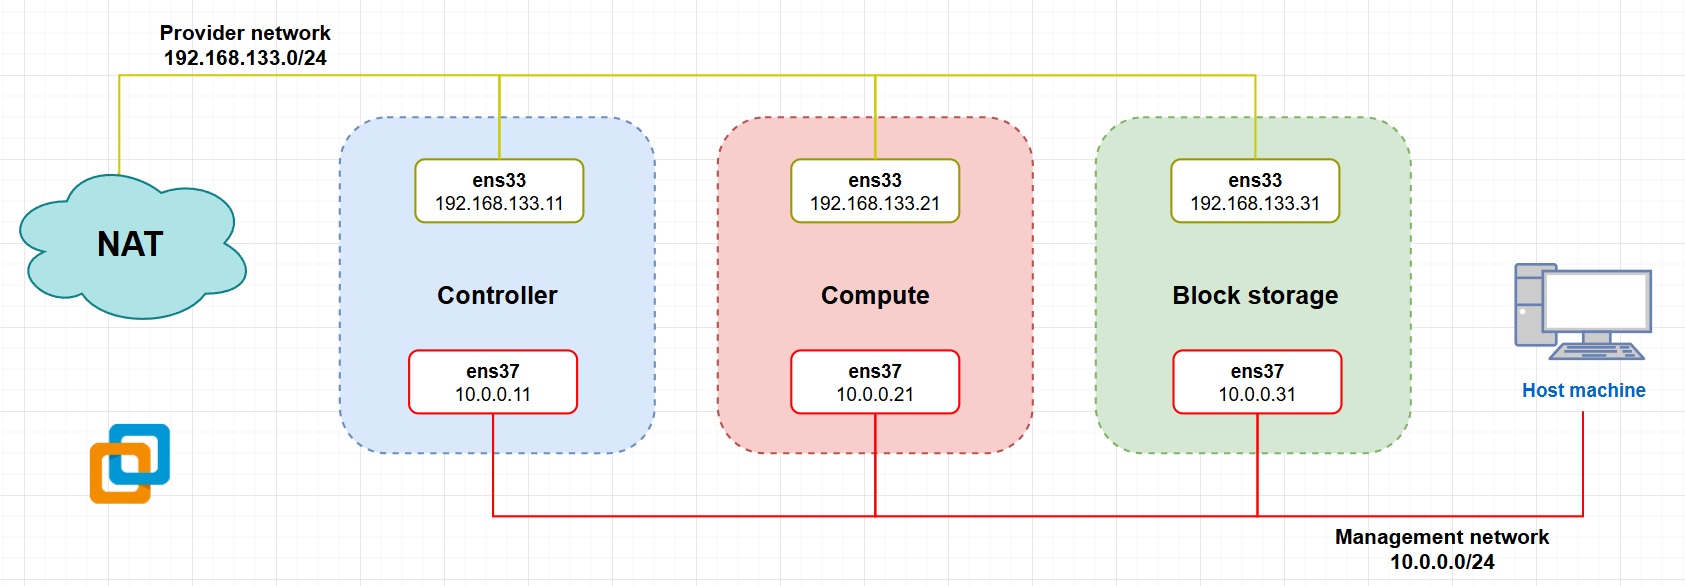 Provider network
192.168.133.0/24
NAT
ens33
192.168.133.11
Controller
ens37
10.0.0.11
ens33
192.168.133.21
Compute
ens37
10.0.0.21
ens33
192.168.133.31
Block storage
ens37
10.0.0.31
Host machine
Management network
10.0.0.0/24